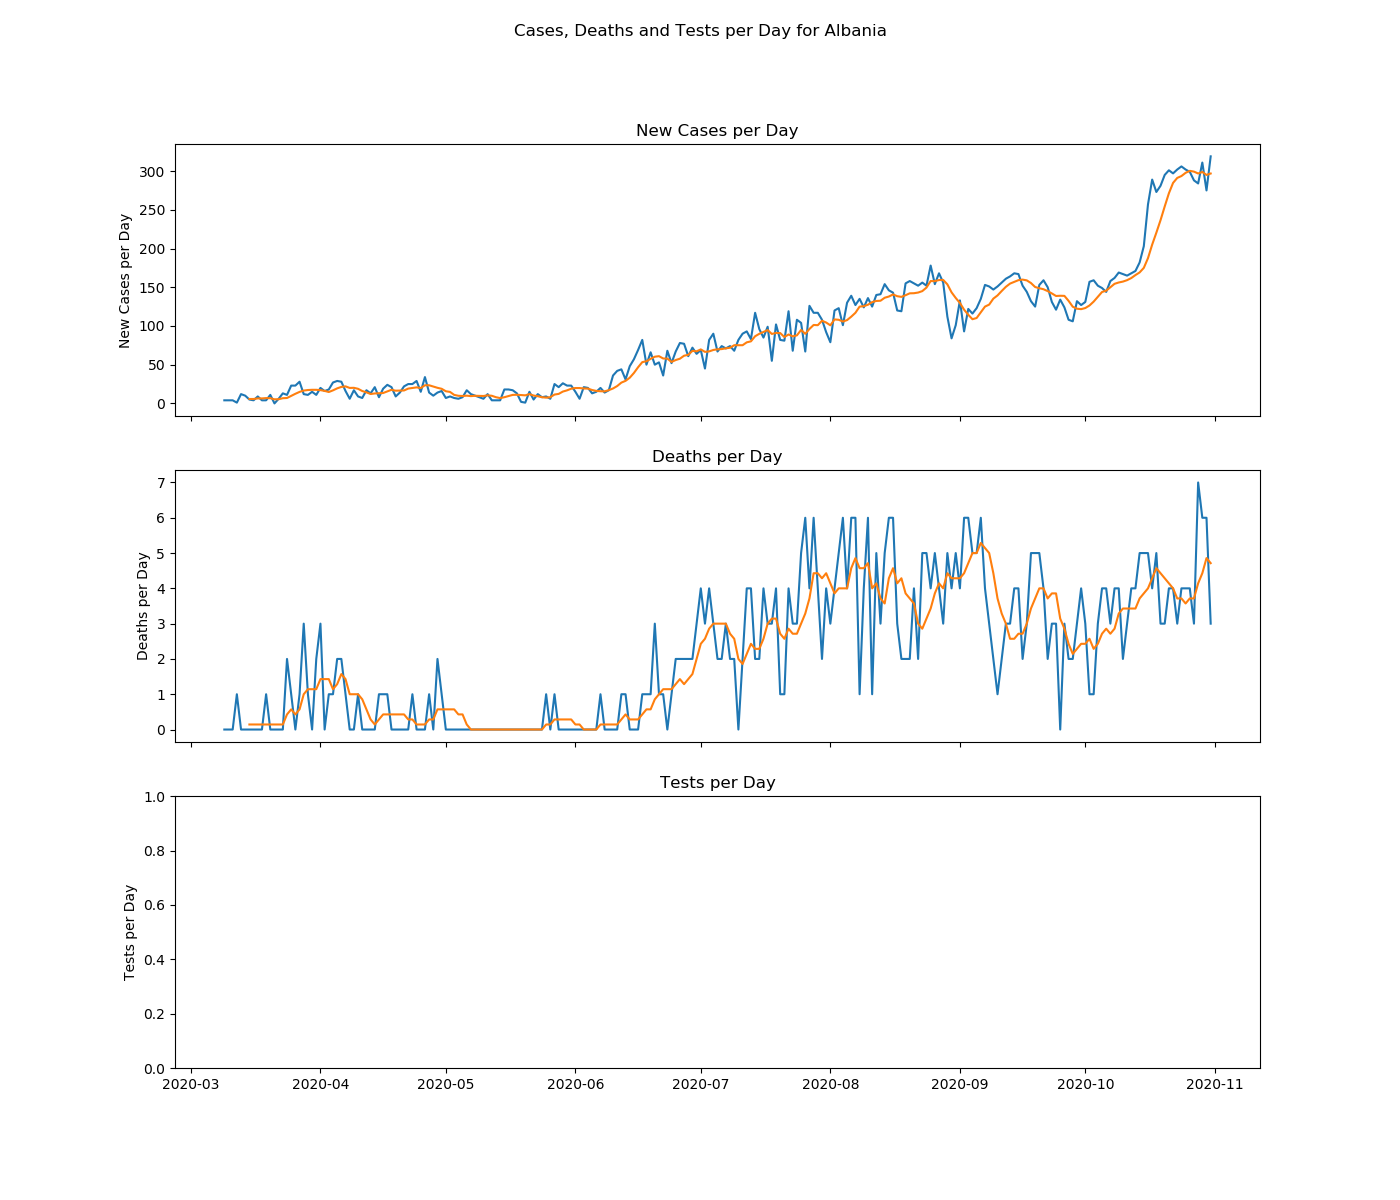 Cases, Deaths and Tests per Day for Albania
New Cases per Day
New Cases per Day
300
250
200
150
100
50
0
Deaths per Day
Deaths per Day
7
6
5
4
3
2
1
0
Tests per Day
Tests per Day
1.0
0.8
0.6
0.4
0.2
0.0
2020-03 2020-04 2020-05 2020-06 2020-07 2020-08 2020-09 2020-10 2020-11